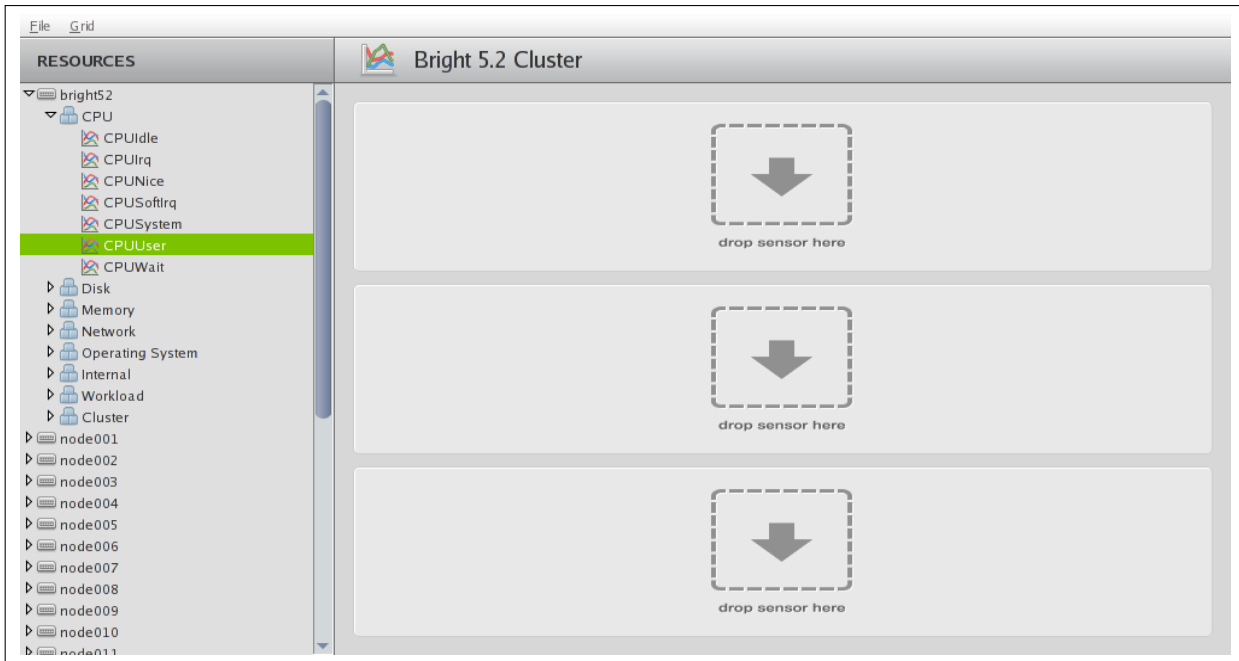 File Grid
RESOURCES
Bright 5.2 Cluster
bright52
CPU
CPUIdle
CPUIrq
CPUNice
CPUSoftIrq
CPUSystem
CPUUser
CPUWait
Disk
Memory
Network
Operating System
Internal
Workload
Cluster
node001
node002
node003
node004
node005
node006
node007
node008
node009
node010
node011
drop sensor here
drop sensor here
drop sensor here